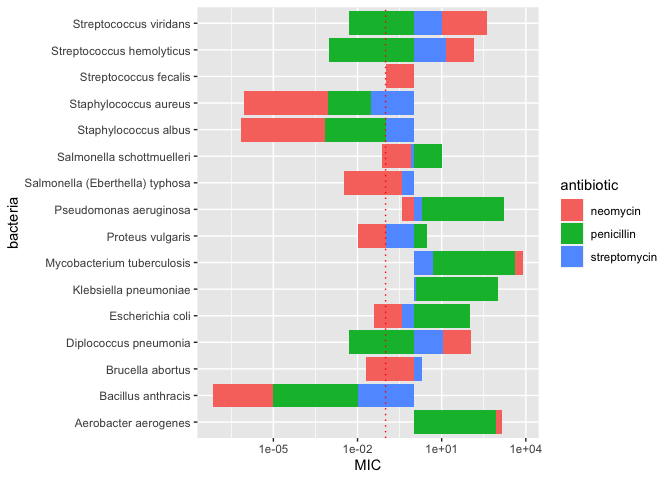 Streptococcus viridans
Streptococcus hemolyticus
Streptococcus fecalis
Staphylococcus aureus
Staphylococcus albus
Salmonella schottmuelleri
Salmonella (Eberthella) typhosa
Pseudomonas aeruginosa
Proteus vulgaris
Mycobacterium tuberculosis
Klebsiella pneumoniae
Escherichia coli
Diplococcus pneumonia
Brucella abortus
Bacillus anthracis
Aerobacter aerogenes
bacteria
1e-05 1e-02 1e+01 1e+04
MIC
antibiotic
neomycin
penicillin
streptomycin